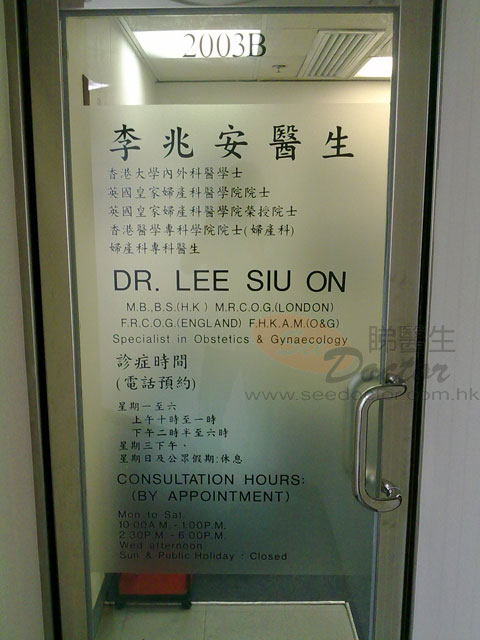 2003B
李兆安醫生
香港大學內外科醫學士
英國皇家婦產科醫學院院士
英國皇家婦產科醫學院榮授院士
香港醫學專科學院院士(婦產科)
婦產科專科醫生
DR. LEE SIU ON
M.B.,B.S.(H.K) M.R.C.O.G.(LONDON)
F.R.C.O.G.(ENGLAND) F.H.K.A.M.(O&G)
Specialist in Obstetrics & Gynaecology
睇醫生
Doctor
www.seedoctor.com.hk
診症時間
(電話預約)
星期一至六
上午十時至一時
下午二時半至六時
星期三下午、
星期日及公眾假期:休息
CONSULTATION HOURS:
(BY APPOINTMENT)
Mon to Sat.
10:00A.M. - 1:00P.M.
2:30P.M. - 6:00P.M.
Wed afternoon
Sun & Public Holiday : Closed